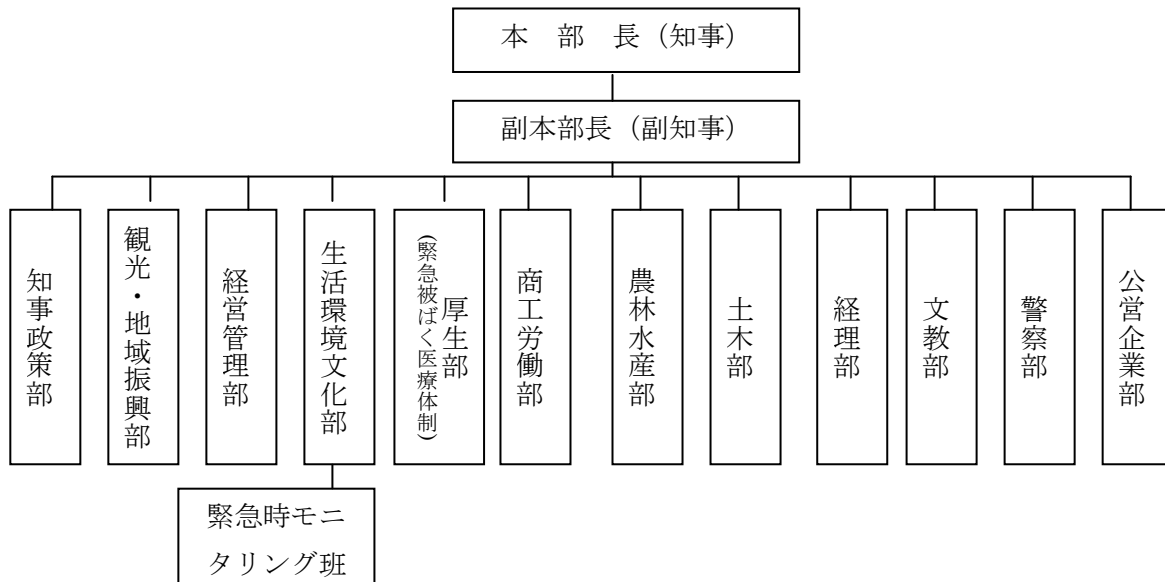 本　部　長（知事）
副本部長（副知事）
知事政策部
観光・地域振興部
経営管理部
生活環境文化部
厚生部
(緊急被ばく医療体制)
商工労働部
農林水産部
土木部
経理部
文教部
警察部
公営企業部
緊急時モニ
タリング班